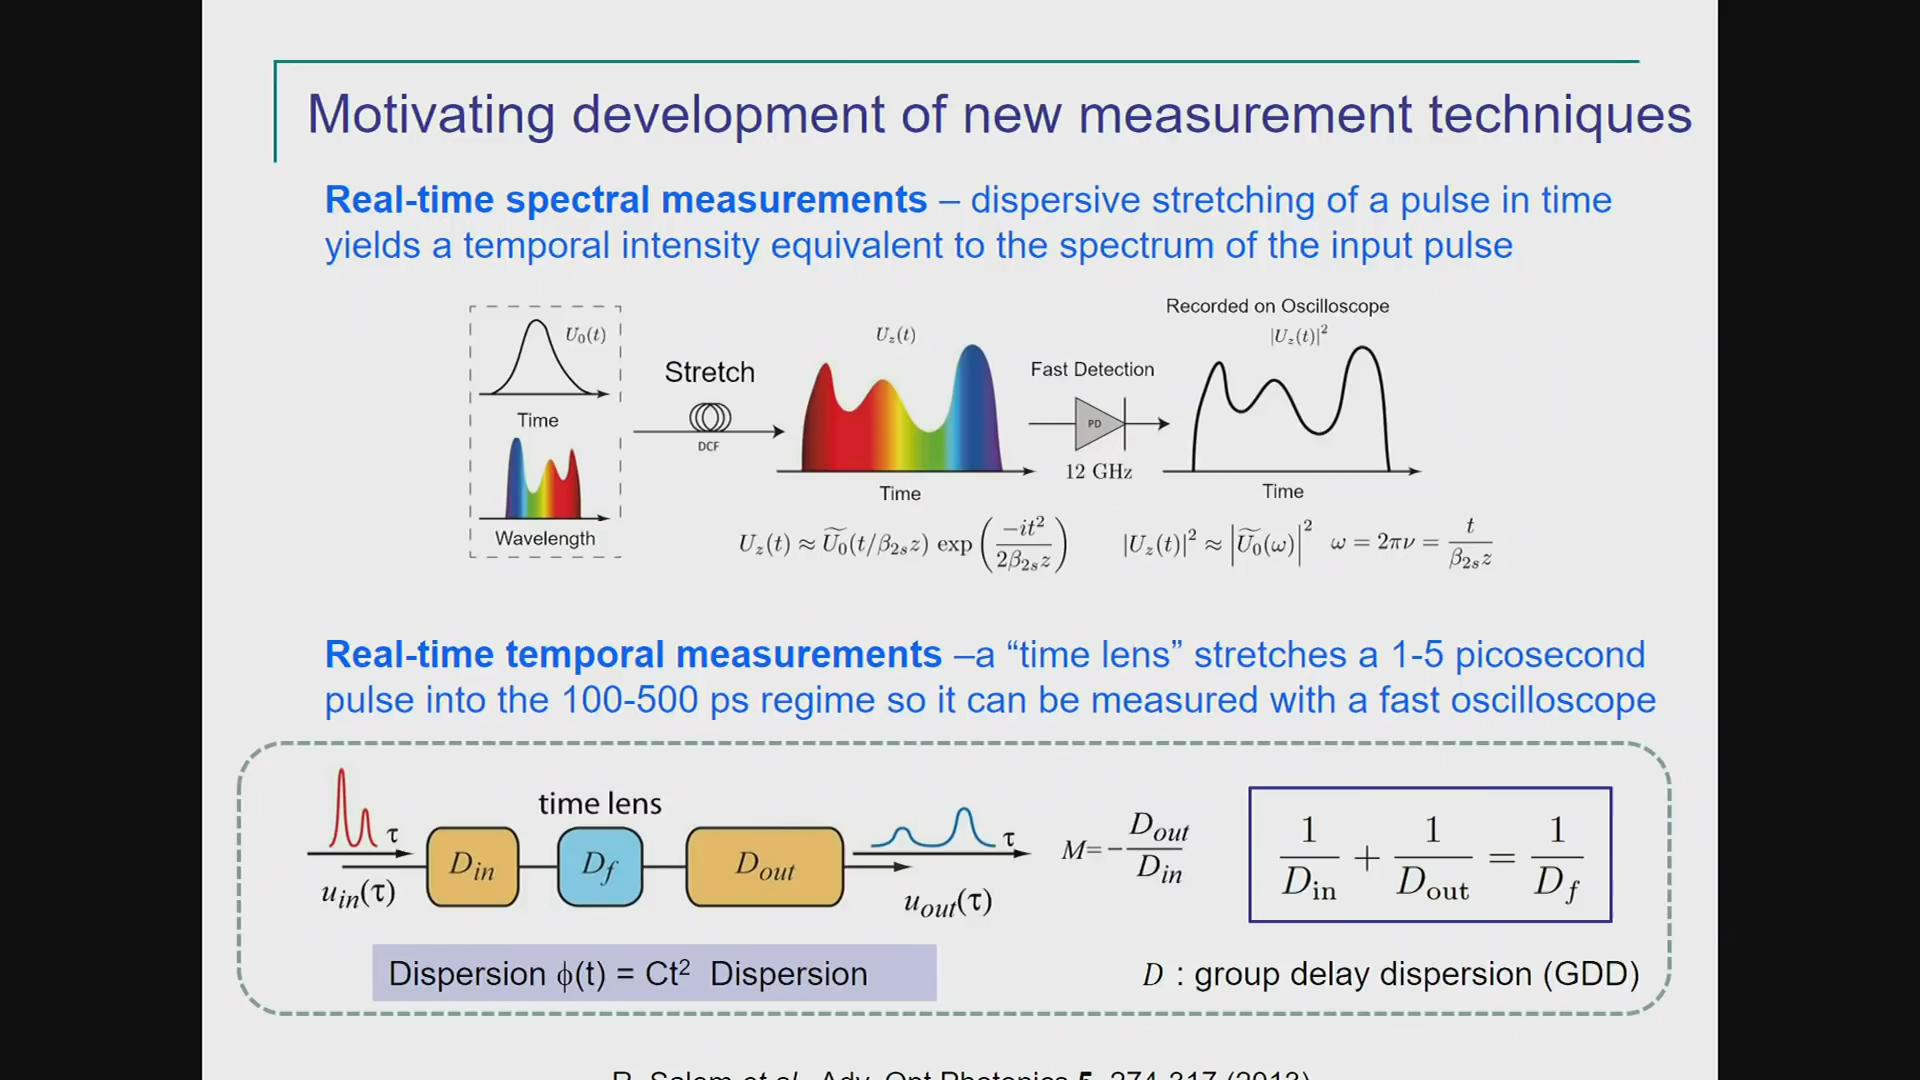 Motivating development of new measurement techniques
Real-time spectral measurements – dispersive stretching of a pulse in time
yields a temporal intensity equivalent to the spectrum of the input pulse
U₀(t)
Time
Wavelength
Stretch
DCF
U_z(t)
Time
Fast Detection
PD
12 GHz
Recorded on Oscilloscope
|U_z(t)|²
Time
U_z(t) ≈ Ũ₀(t/β₂ₛz) exp(−it²/2β₂ₛz)
|U_z(t)|² ≈ |Ũ₀(ω)|² ω = 2πν = t/β₂ₛz
Real-time temporal measurements –a “time lens” stretches a 1-5 picosecond
pulse into the 100-500 ps regime so it can be measured with a fast oscilloscope
τ
u_in(τ)
D_in
time lens
D_f
D_out
τ
u_out(τ)
M=−D_out/D_in
1/D_in + 1/D_out = 1/D_f
Dispersion ϕ(t) = Ct² Dispersion
D : group delay dispersion (GDD)
R. Salem et al., Adv. Opt Photonics 5, 274-317 (2013)